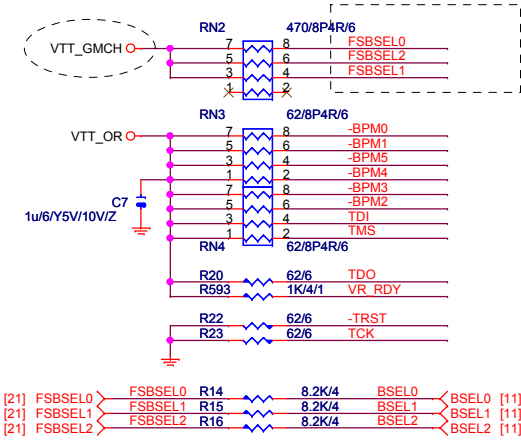 RN2 470/8P4R/6
VTT_GMCH 7 8 FSBSEL0
5 6 FSBSEL2
3 4 FSBSEL1
1 2
RN3 62/8P4R/6
VTT_OR 7 8 -BPM0
5 6 -BPM1
3 4 -BPM5
1 2 -BPM4
C7 7 8 -BPM3
1u/6/Y5V/10V/Z 5 6 -BPM2
3 4 TDI
1 2 TMS
RN4 62/8P4R/6
R20 62/6 TDO
R593 1K/4/1 VR_RDY
R22 62/6 -TRST
R23 62/6 TCK
[21] FSBSEL0 FSBSEL0 R14 8.2K/4 BSEL0 BSEL0 [11]
[21] FSBSEL1 FSBSEL1 R15 8.2K/4 BSEL1 BSEL1 [11]
[21] FSBSEL2 FSBSEL2 R16 8.2K/4 BSEL2 BSEL2 [11]